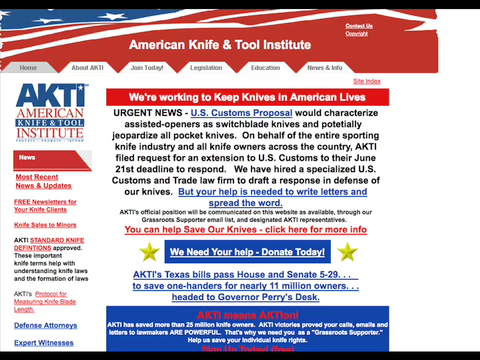 Contact Us
Copyright
American Knife & Tool Institute
Home
About AKTI
Join Today!
Legislation
Education
News & Info
Site Index
AKTI
AMERICAN
KNIFE & TOOL
INSTITUTE
News
Most Recent
News & Updates
FREE Newsletters for
Your Knife Clients
Knife Sales to Minors
AKTI STANDARD KNIFE
DEFINITIONS approved.
These important
knife terms help with
understanding knife laws
and the formation of laws
AKTI's Protocol for
Measuring Knife Blade
Length.
Defense Attorneys
Expert Witnesses
We're working to Keep Knives in American Lives
URGENT NEWS - U.S. Customs Proposal would characterize
assisted-openers as switchblade knives and potetially
jeopardize all pocket knives. On behalf of the entire sporting
knife industry and all knife owners across the country, AKTI
filed request for an extension to U.S. Customs to their June
21st deadline to respond. We have hired a specialized U.S.
Customs and Trade law firm to draft a response in defense of
our knives. But your help is needed to write letters and
spread the word.
AKTI's official position will be communicated on this website as available, through our
Grassroots Supporter email list, and designated AKTI representatives.
You can help Save Our Knives - click here for more info
We Need Your help - Donate Today!
AKTI's Texas bills pass House and Senate 5-29. . .
to save one-handers for nearly 11 million owners. . .
headed to Governor Perry's Desk.
AKTI means AKTIon!
AKTI has saved more than 25 million knife owners. AKTI victories proved your calls, emails and
letters to lawmakers ARE POWERFUL. That's why we need you as a "Grassroots Supporter."
Help us save your individual knife rights.
Sign Up Today! (free)